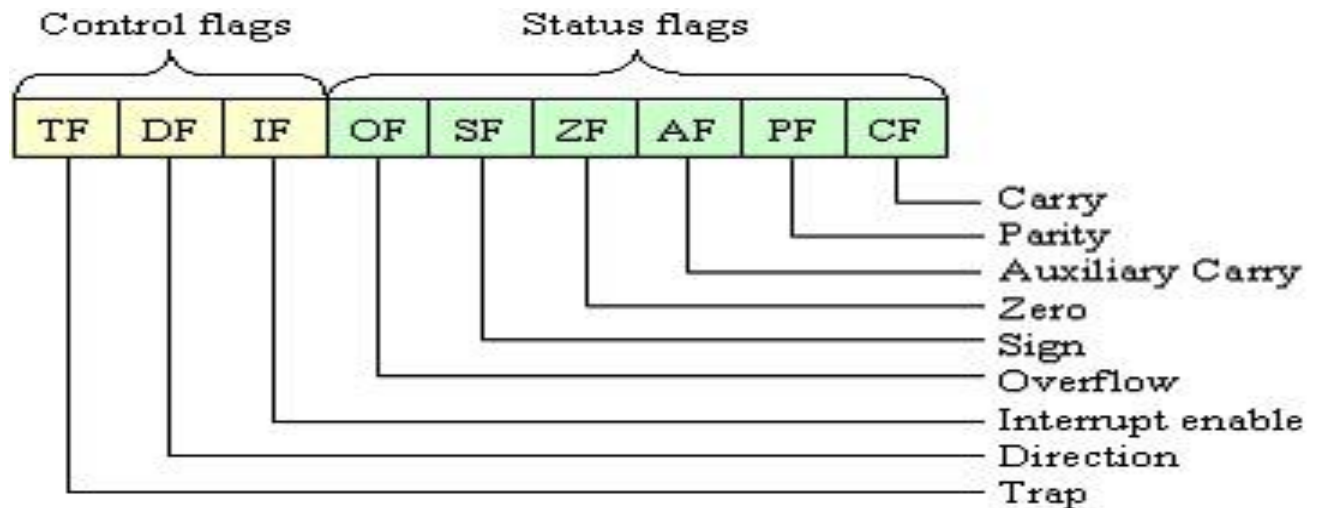 Control flags Status flags
TF DF IF OF SF ZF AF PF CF
Carry
Parity
Auxiliary Carry
Zero
Sign
Overflow
Interrupt enable
Direction
Trap